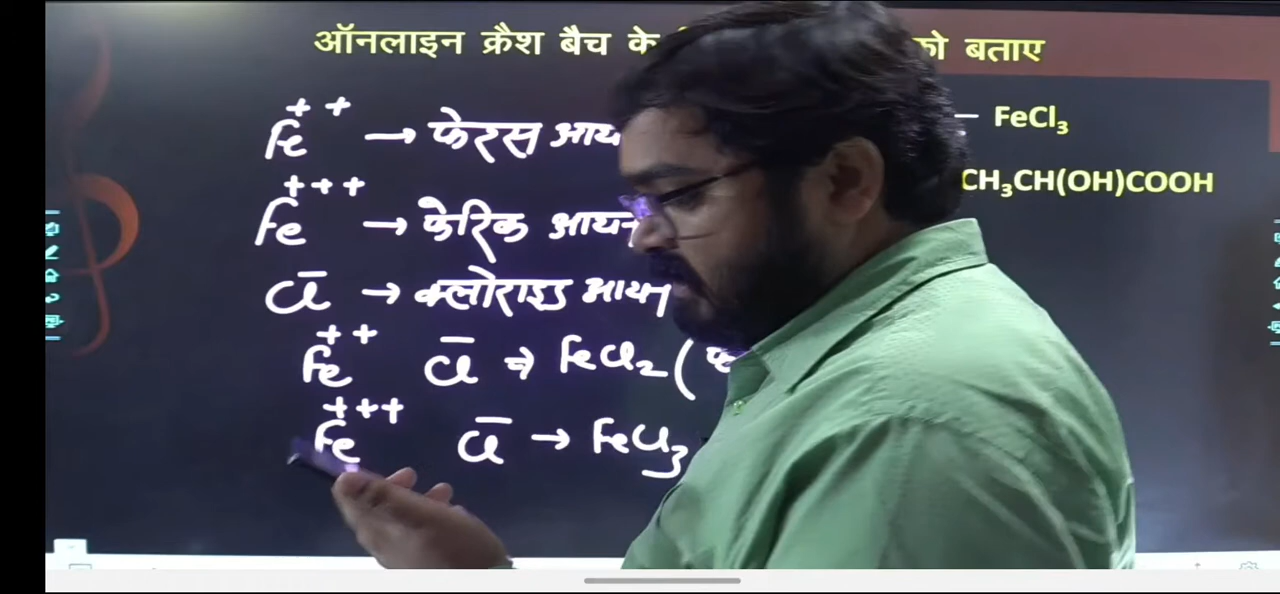 ऑनलाइन क्रैश बैच के को बताए
— FeCl₃
CH₃CH(OH)COOH
Fe⁺⁺ → फेरस
Fe⁺⁺⁺ → फेरिक आयन
Cl⁻ → क्लोराइड आयन
Fe⁺⁺ Cl⁻ → FeCl₂ (
Fe⁺⁺⁺ Cl⁻ → FeCl₃